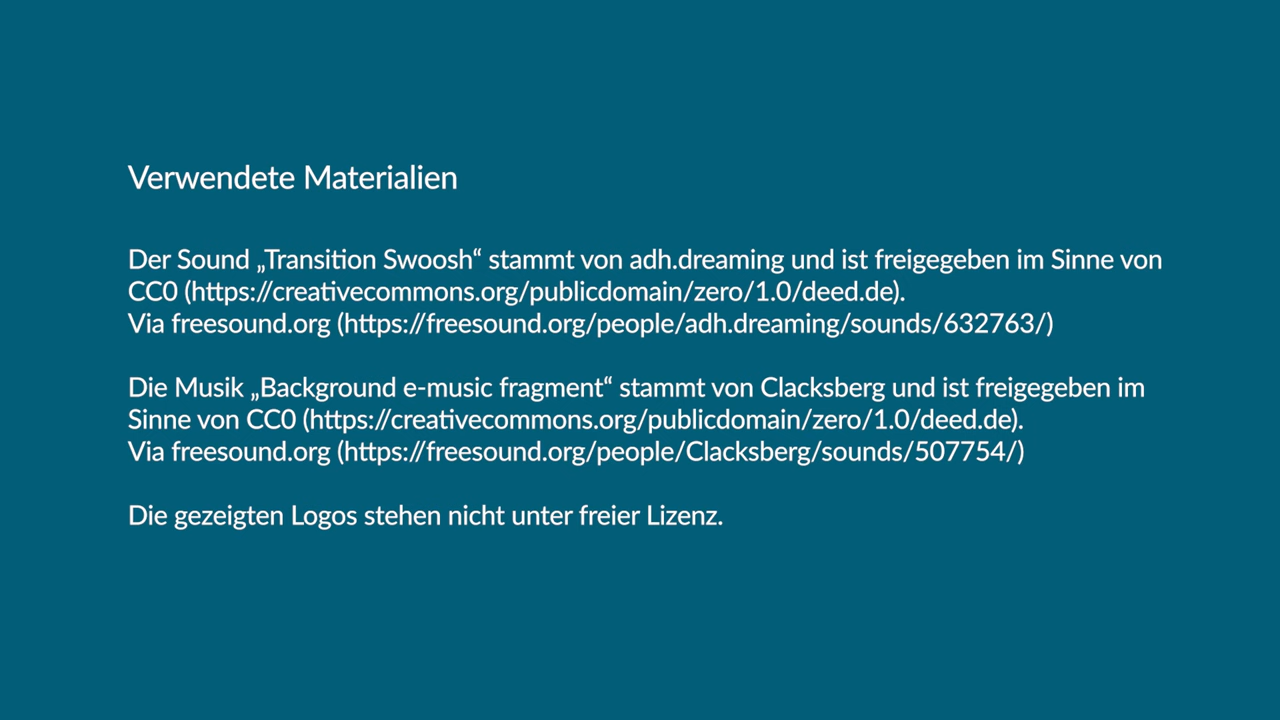 Verwendete Materialien
Der Sound „Transition Swoosh“ stammt von adh.dreaming und ist freigegeben im Sinne von
CC0 (https://creativecommons.org/publicdomain/zero/1.0/deed.de).
Via freesound.org (https://freesound.org/people/adh.dreaming/sounds/632763/)
Die Musik „Background e-music fragment“ stammt von Clacksberg und ist freigegeben im
Sinne von CC0 (https://creativecommons.org/publicdomain/zero/1.0/deed.de).
Via freesound.org (https://freesound.org/people/Clacksberg/sounds/507754/)
Die gezeigten Logos stehen nicht unter freier Lizenz.